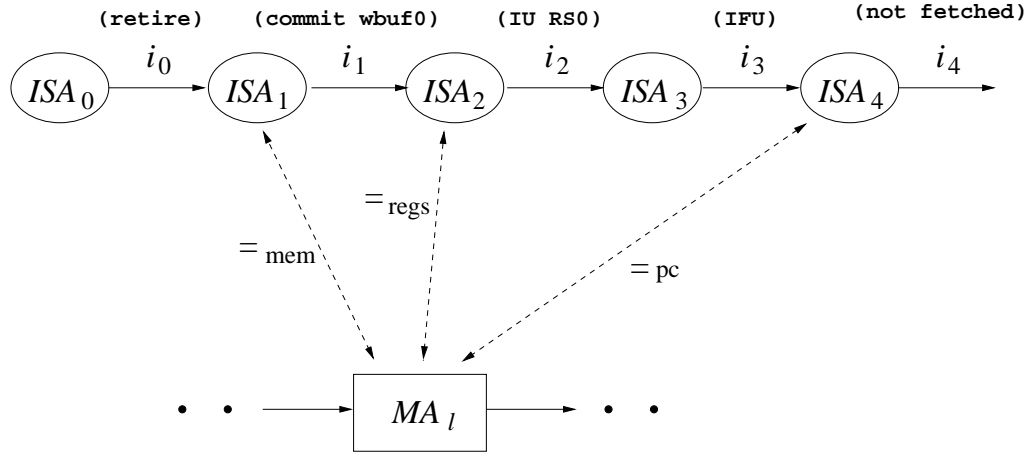 (retire) (commit wbuf0) (IU RS0) (IFU) (not fetched)
i0 i1 i2 i3 i4
ISA0 ISA1 ISA2 ISA3 ISA4
= regs
= mem
= pc
MA l